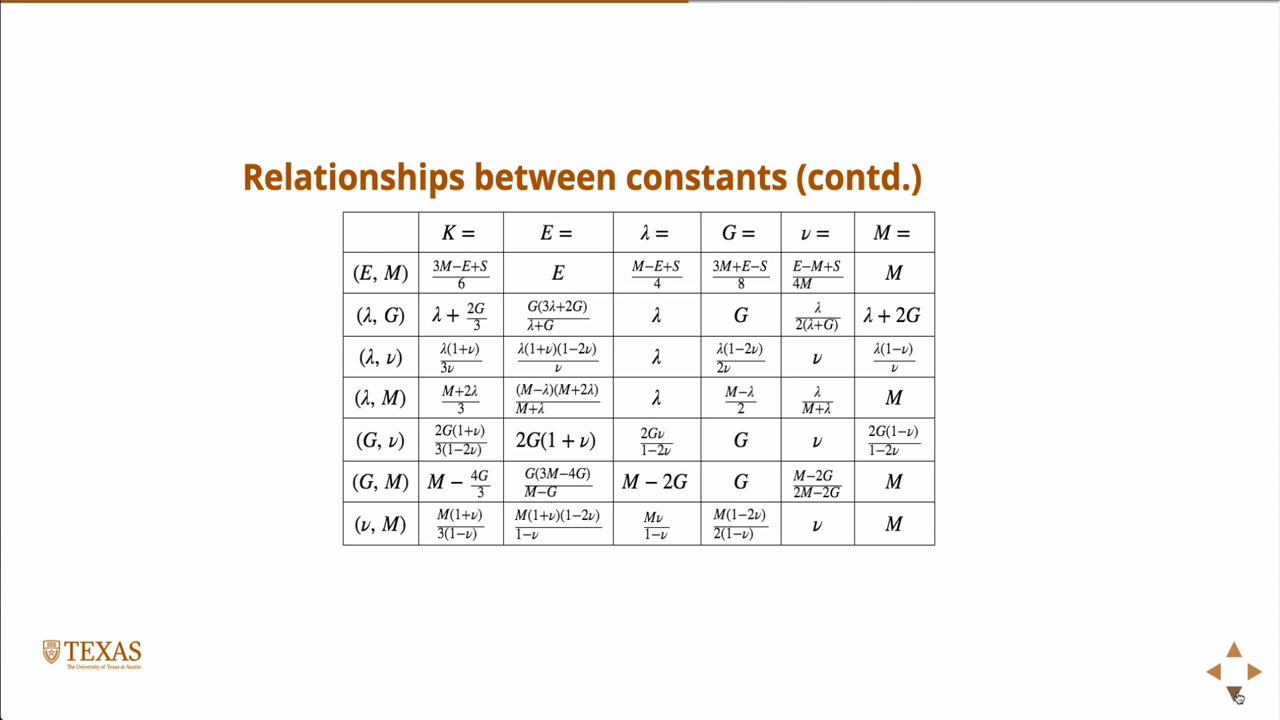 Relationships between constants (contd.)
K = E = λ = G = ν = M =
(E, M) 3M−E+S/6 E M−E+S/4 3M+E−S/8 E−M+S/4M M
(λ, G) λ + 2G/3 G(3λ+2G)/λ+G λ G λ/2(λ+G) λ + 2G
(λ, ν) λ(1+ν)/3ν λ(1+ν)(1−2ν)/ν λ λ(1−2ν)/2ν ν λ(1−ν)/ν
(λ, M) M+2λ/3 (M−λ)(M+2λ)/M+λ λ M−λ/2 λ/M+λ M
(G, ν) 2G(1+ν)/3(1−2ν) 2G(1 + ν) 2Gν/1−2ν G ν 2G(1−ν)/1−2ν
(G, M) M − 4G/3 G(3M−4G)/M−G M − 2G G M−2G/2M−2G M
(ν, M) M(1+ν)/3(1−ν) M(1+ν)(1−2ν)/1−ν Mν/1−ν M(1−2ν)/2(1−ν) ν M
TEXAS
The University of Texas at Austin